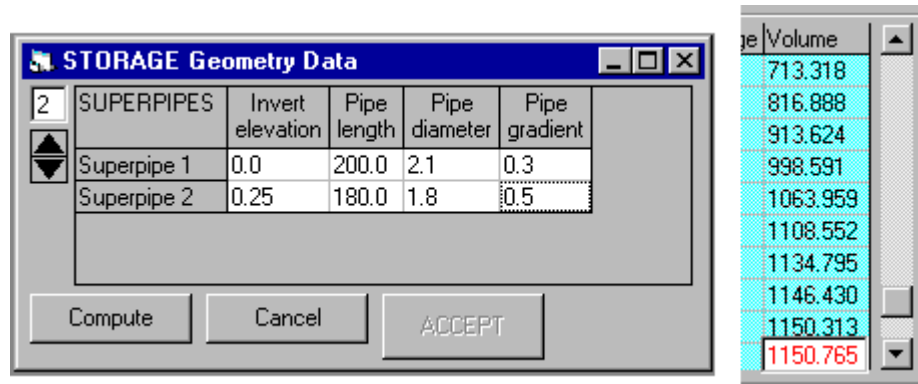 STORAGE Geometry Data
2 SUPERPIPES Invert elevation Pipe length Pipe diameter Pipe gradient
Superpipe 1 0.0 200.0 2.1 0.3
Superpipe 2 0.25 180.0 1.8 0.5
Compute Cancel ACCEPT
Volume
713.318
816.888
913.624
998.591
1063.959
1108.552
1134.795
1146.430
1150.313
1150.765